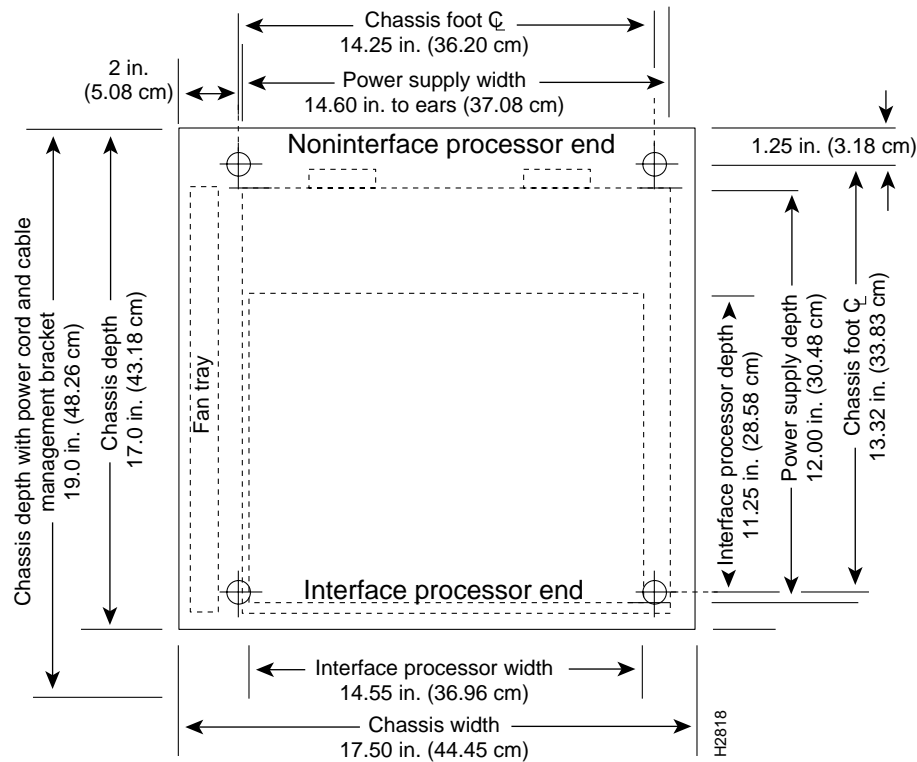 Chassis foot ℄
14.25 in. (36.20 cm)
2 in.
(5.08 cm)
Power supply width
14.60 in. to ears (37.08 cm)
Noninterface processor end
1.25 in. (3.18 cm)
Chassis depth with power cord and cable
management bracket
19.0 in. (48.26 cm)
Chassis depth
17.0 in. (43.18 cm)
Fan tray
Interface processor depth
11.25 in. (28.58 cm)
Power supply depth
12.00 in. (30.48 cm)
Chassis foot ℄
13.32 in. (33.83 cm)
Interface processor end
Interface processor width
14.55 in. (36.96 cm)
Chassis width
17.50 in. (44.45 cm)
H2818